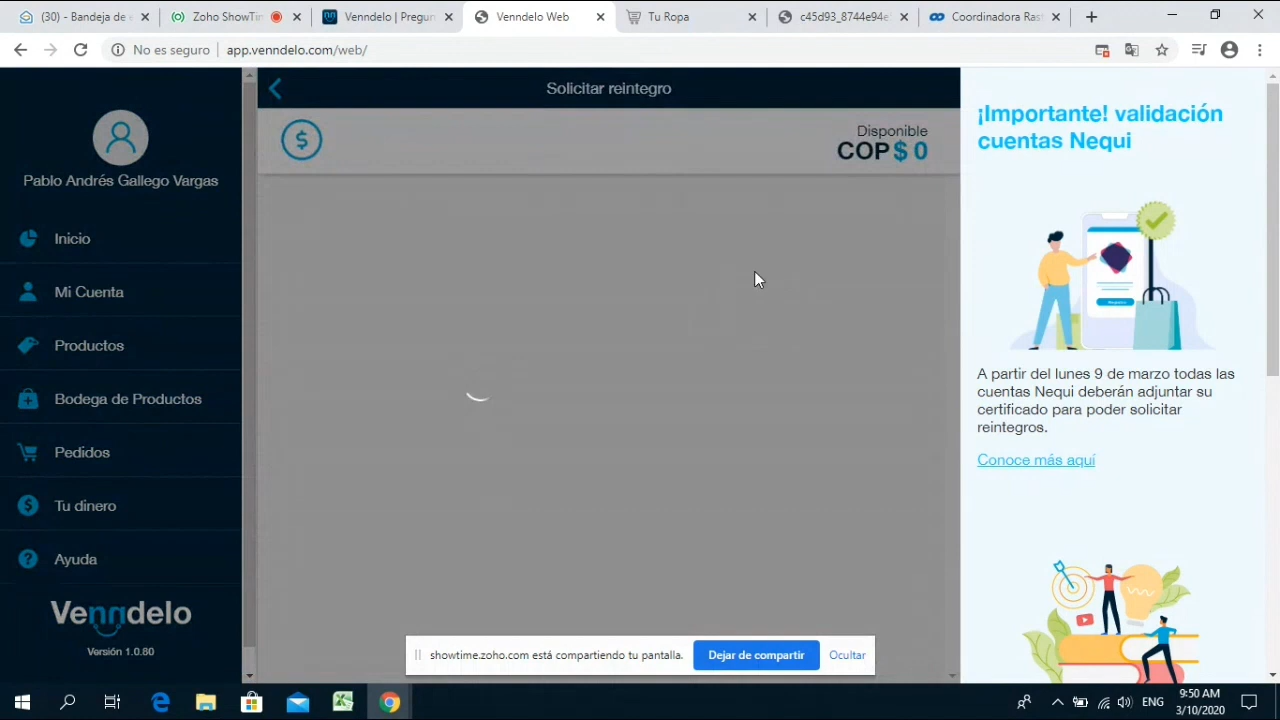 (30) - Bandeja de e
Zoho ShowTim
Venndelo | Pregun
Venndelo Web
Tu Ropa
c45d93_8744e94e
Coordinadora Rast
No es seguro
app.venndelo.com/web/
Pablo Andrés Gallego Vargas
Inicio
Mi Cuenta
Productos
Bodega de Productos
Pedidos
Tu dinero
Ayuda
Venndelo
Versión 1.0.80
Solicitar reintegro
Disponible
COP$ 0
¡Importante! validación
cuentas Nequi
A partir del lunes 9 de marzo todas las
cuentas Nequi deberán adjuntar su
certificado para poder solicitar
reintegros.
Conoce más aquí
showtime.zoho.com está compartiendo tu pantalla.
Dejar de compartir
Ocultar
ENG
9:50 AM
3/10/2020